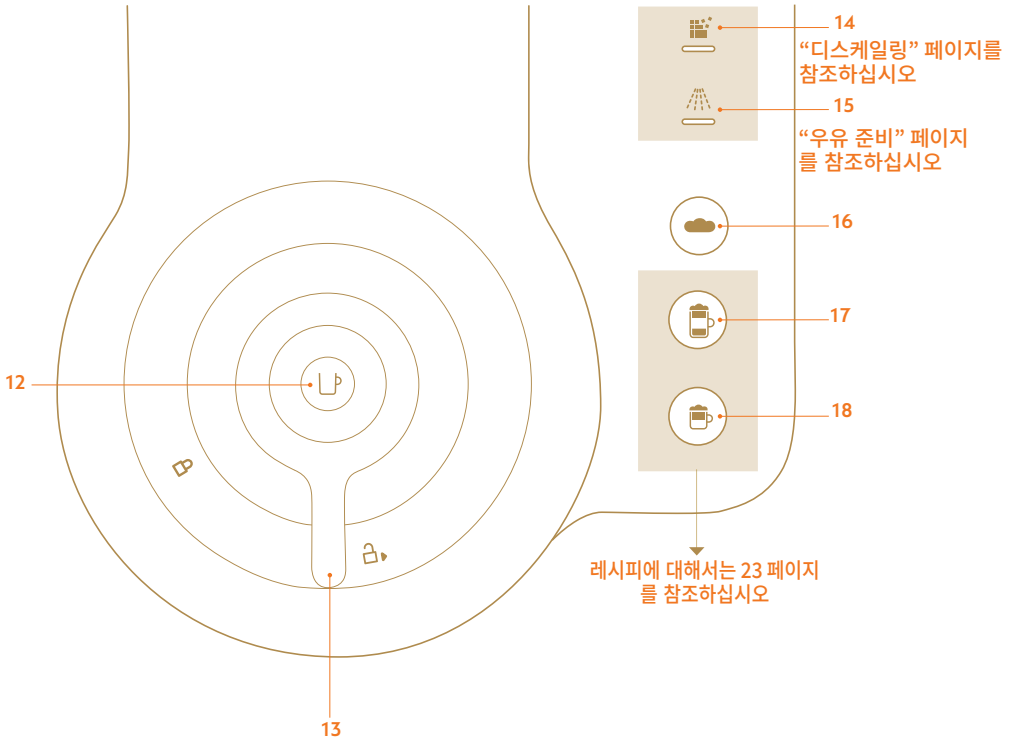 14
“디스케일링” 페이지를
참조하십시오
15
“우유 준비” 페이지
를 참조하십시오
16
17
12
18
레시피에 대해서는 23 페이지
를 참조하십시오
13